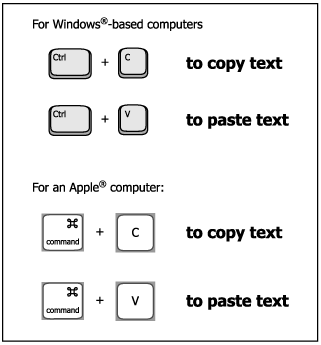 For Windows®-based computers
Ctrl + C to copy text
Ctrl + V to paste text
For an Apple® computer:
⌘ command + C to copy text
⌘ command + V to paste text